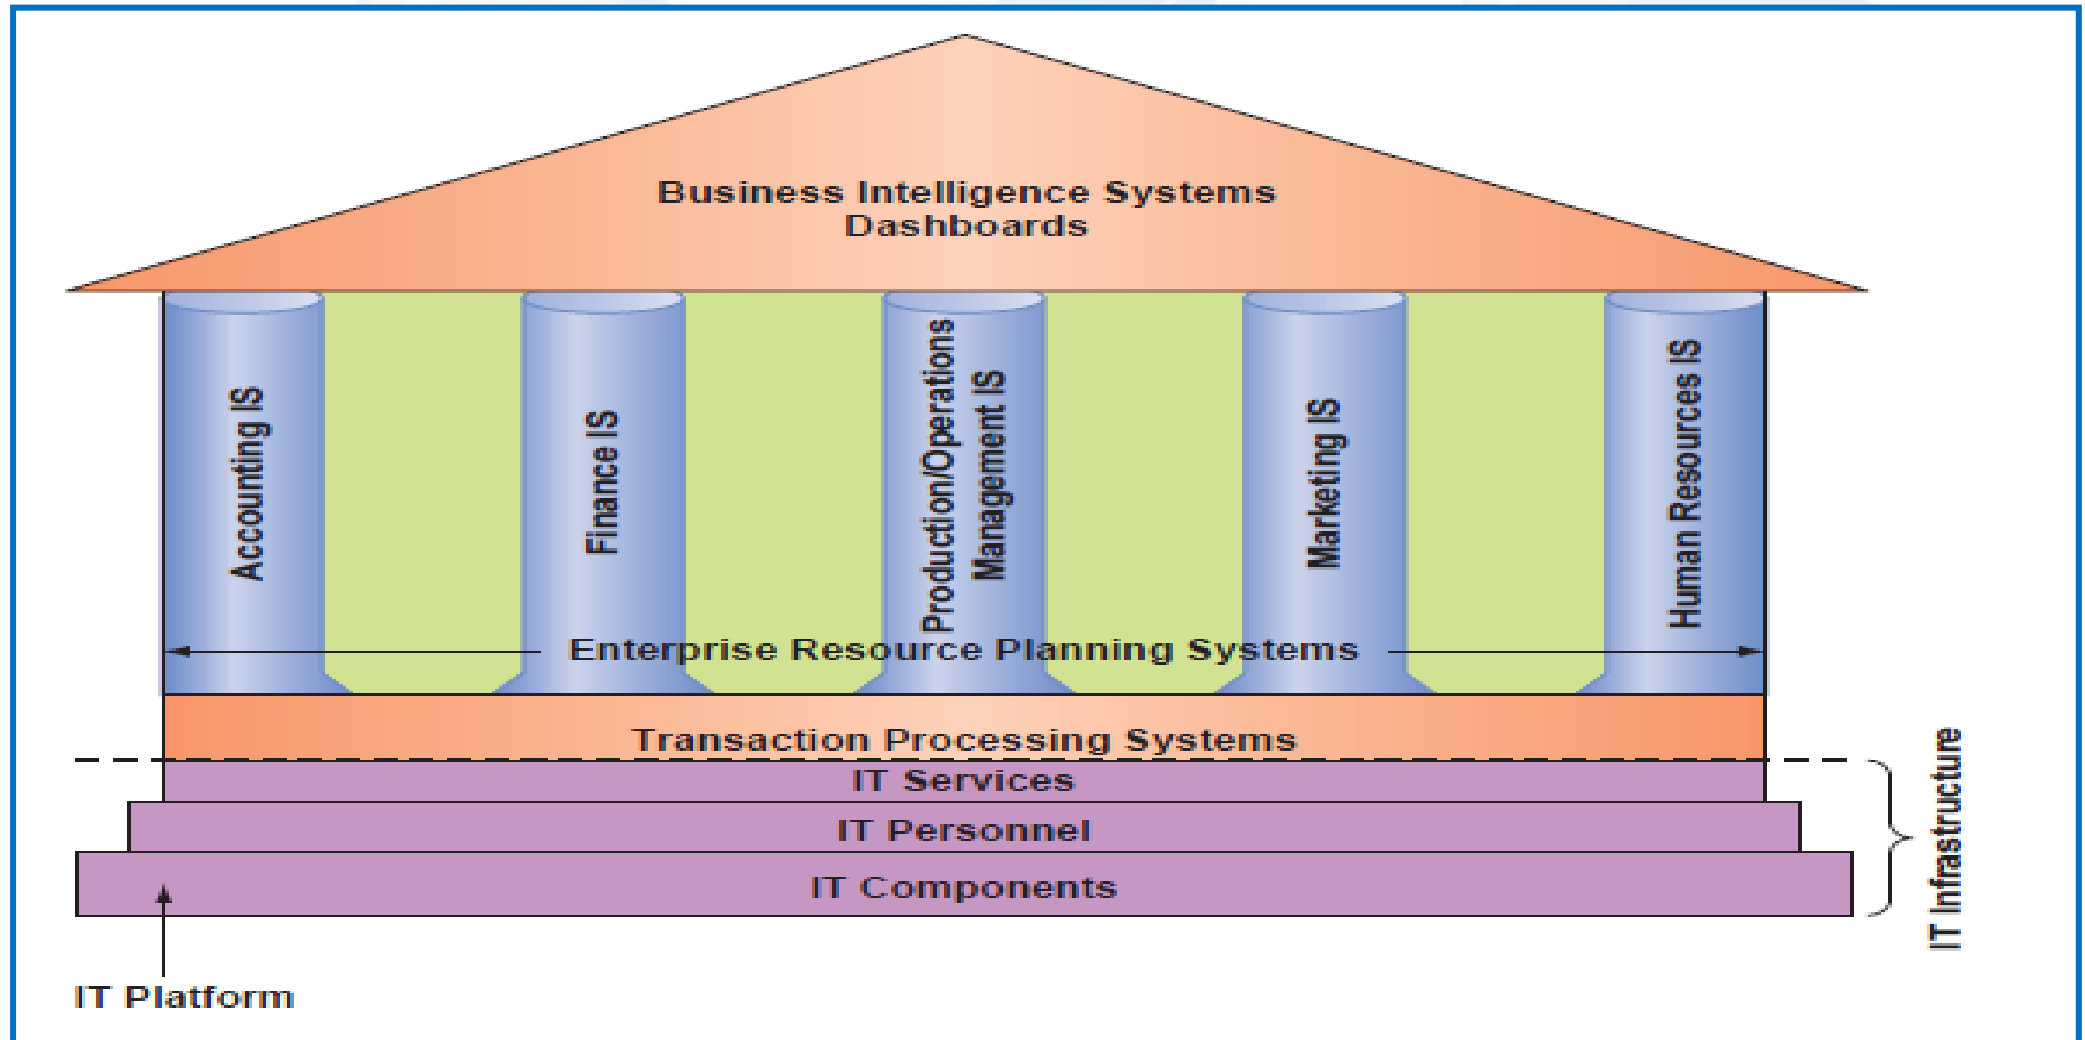 Business Intelligence Systems
Dashboards
Accounting IS
Finance IS
Production/Operations
Management IS
Marketing IS
Human Resources IS
Enterprise Resource Planning Systems
Transaction Processing Systems
IT Services
IT Personnel
IT Components
IT Infrastructure
IT Platform